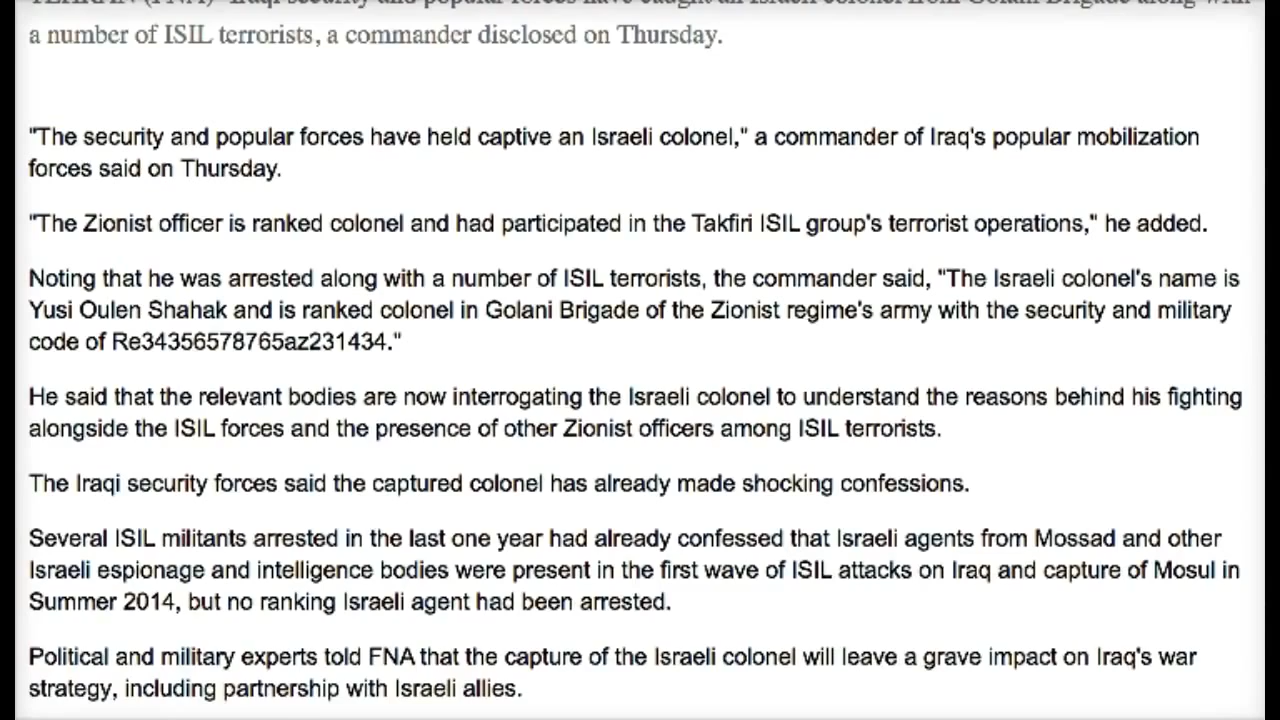 a number of ISIL terrorists, a commander disclosed on Thursday.
"The security and popular forces have held captive an Israeli colonel," a commander of Iraq's popular mobilization
forces said on Thursday.
"The Zionist officer is ranked colonel and had participated in the Takfiri ISIL group's terrorist operations," he added.
Noting that he was arrested along with a number of ISIL terrorists, the commander said, "The Israeli colonel's name is
Yusi Oulen Shahak and is ranked colonel in Golani Brigade of the Zionist regime's army with the security and military
code of Re34356578765az231434."
He said that the relevant bodies are now interrogating the Israeli colonel to understand the reasons behind his fighting
alongside the ISIL forces and the presence of other Zionist officers among ISIL terrorists.
The Iraqi security forces said the captured colonel has already made shocking confessions.
Several ISIL militants arrested in the last one year had already confessed that Israeli agents from Mossad and other
Israeli espionage and intelligence bodies were present in the first wave of ISIL attacks on Iraq and capture of Mosul in
Summer 2014, but no ranking Israeli agent had been arrested.
Political and military experts told FNA that the capture of the Israeli colonel will leave a grave impact on Iraq's war
strategy, including partnership with Israeli allies.